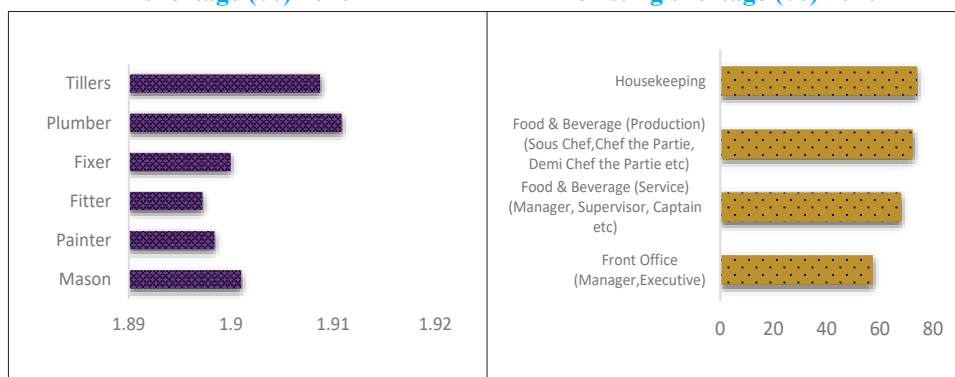 Tillers
Plumber
Fixer
Fitter
Painter
Mason
1.89 1.9 1.91 1.92
Housekeeping
Food & Beverage (Production)
(Sous Chef,Chef the Partie,
Demi Chef the Partie etc)
Food & Beverage (Service)
(Manager, Supervisor, Captain
etc)
Front Office
(Manager,Executive)
0 20 40 60 80